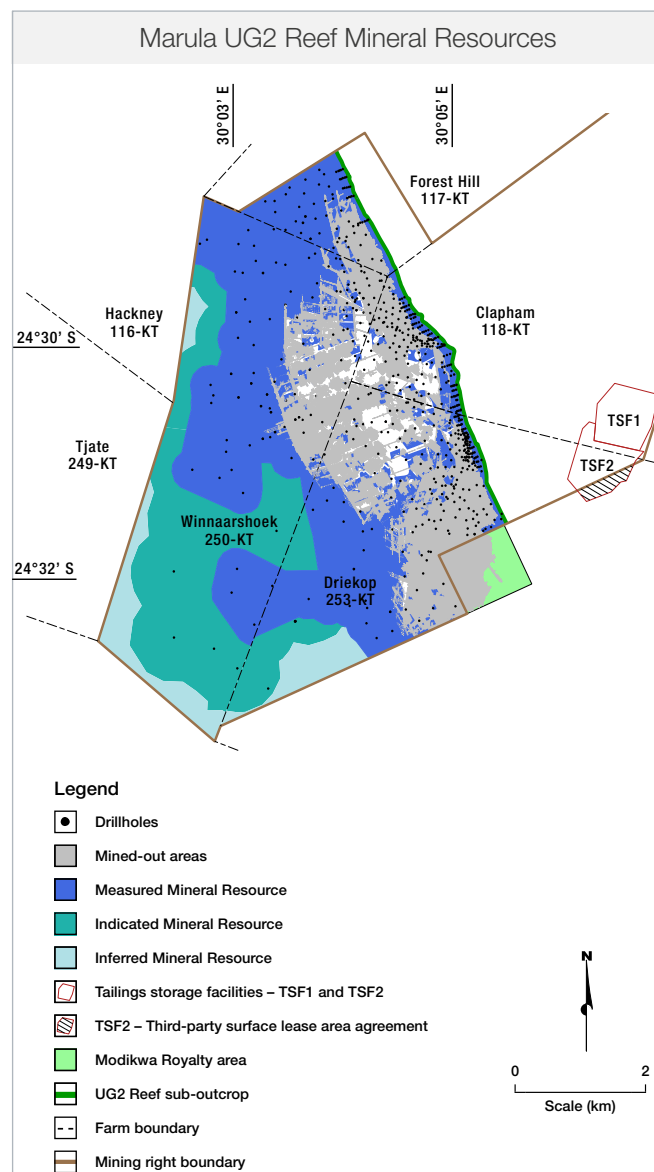 Marula UG2 Reef Mineral Resources
30°03’ E
30°05’ E
Forest Hill
117-KT
Hackney
116-KT
Clapham
118-KT
24°30’ S
TSF1
Tjate
249-KT
TSF2
Winnaarshoek
250-KT
24°32’ S
Driekop
253-KT
Legend
Drillholes
Mined-out areas
Measured Mineral Resource
Indicated Mineral Resource
Inferred Mineral Resource
Tailings storage facilities – TSF1 and TSF2
TSF2 – Third-party surface lease area agreement
Modikwa Royalty area
UG2 Reef sub-outcrop
Farm boundary
Mining right boundary
N
0 2
Scale (km)